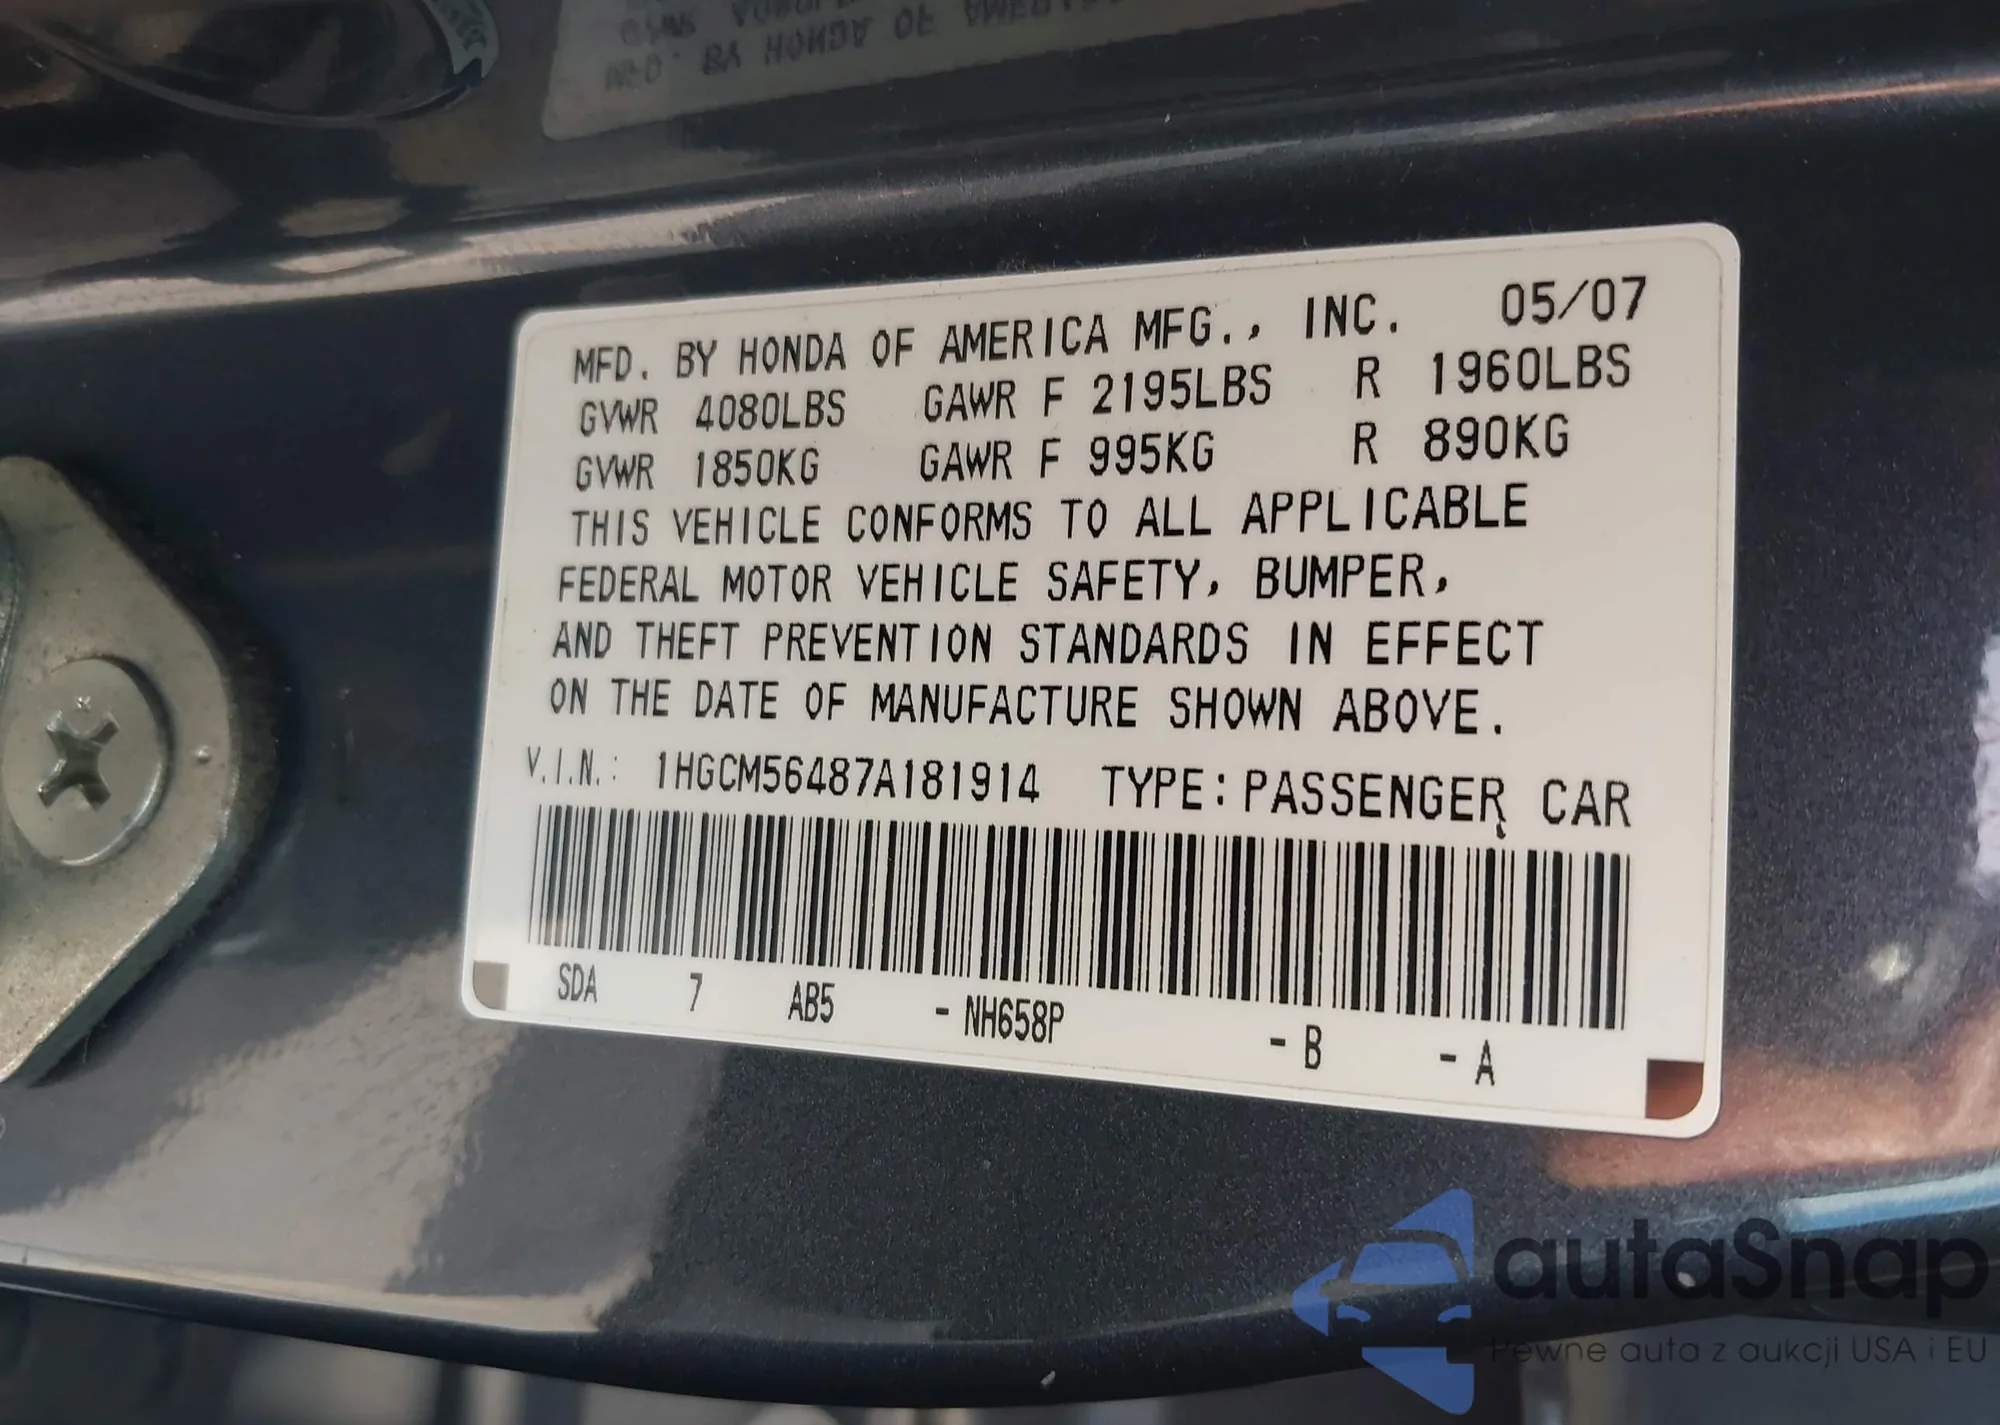 MFD. BY HONDA OF AMERICA MFG., INC. 05/07
GVWR 4080LBS GAWR F 2195LBS R 1960LBS
GVWR 1850KG GAWR F 995KG R 890KG
THIS VEHICLE CONFORMS TO ALL APPLICABLE
FEDERAL MOTOR VEHICLE SAFETY, BUMPER,
AND THEFT PREVENTION STANDARDS IN EFFECT
ON THE DATE OF MANUFACTURE SHOWN ABOVE.
V.I.N.: 1HGCM56487A181914 TYPE: PASSENGER CAR
SDA 7 AB5 - NH658P - B - A
autaSnap
Pewne auta z aukcji USA i EU